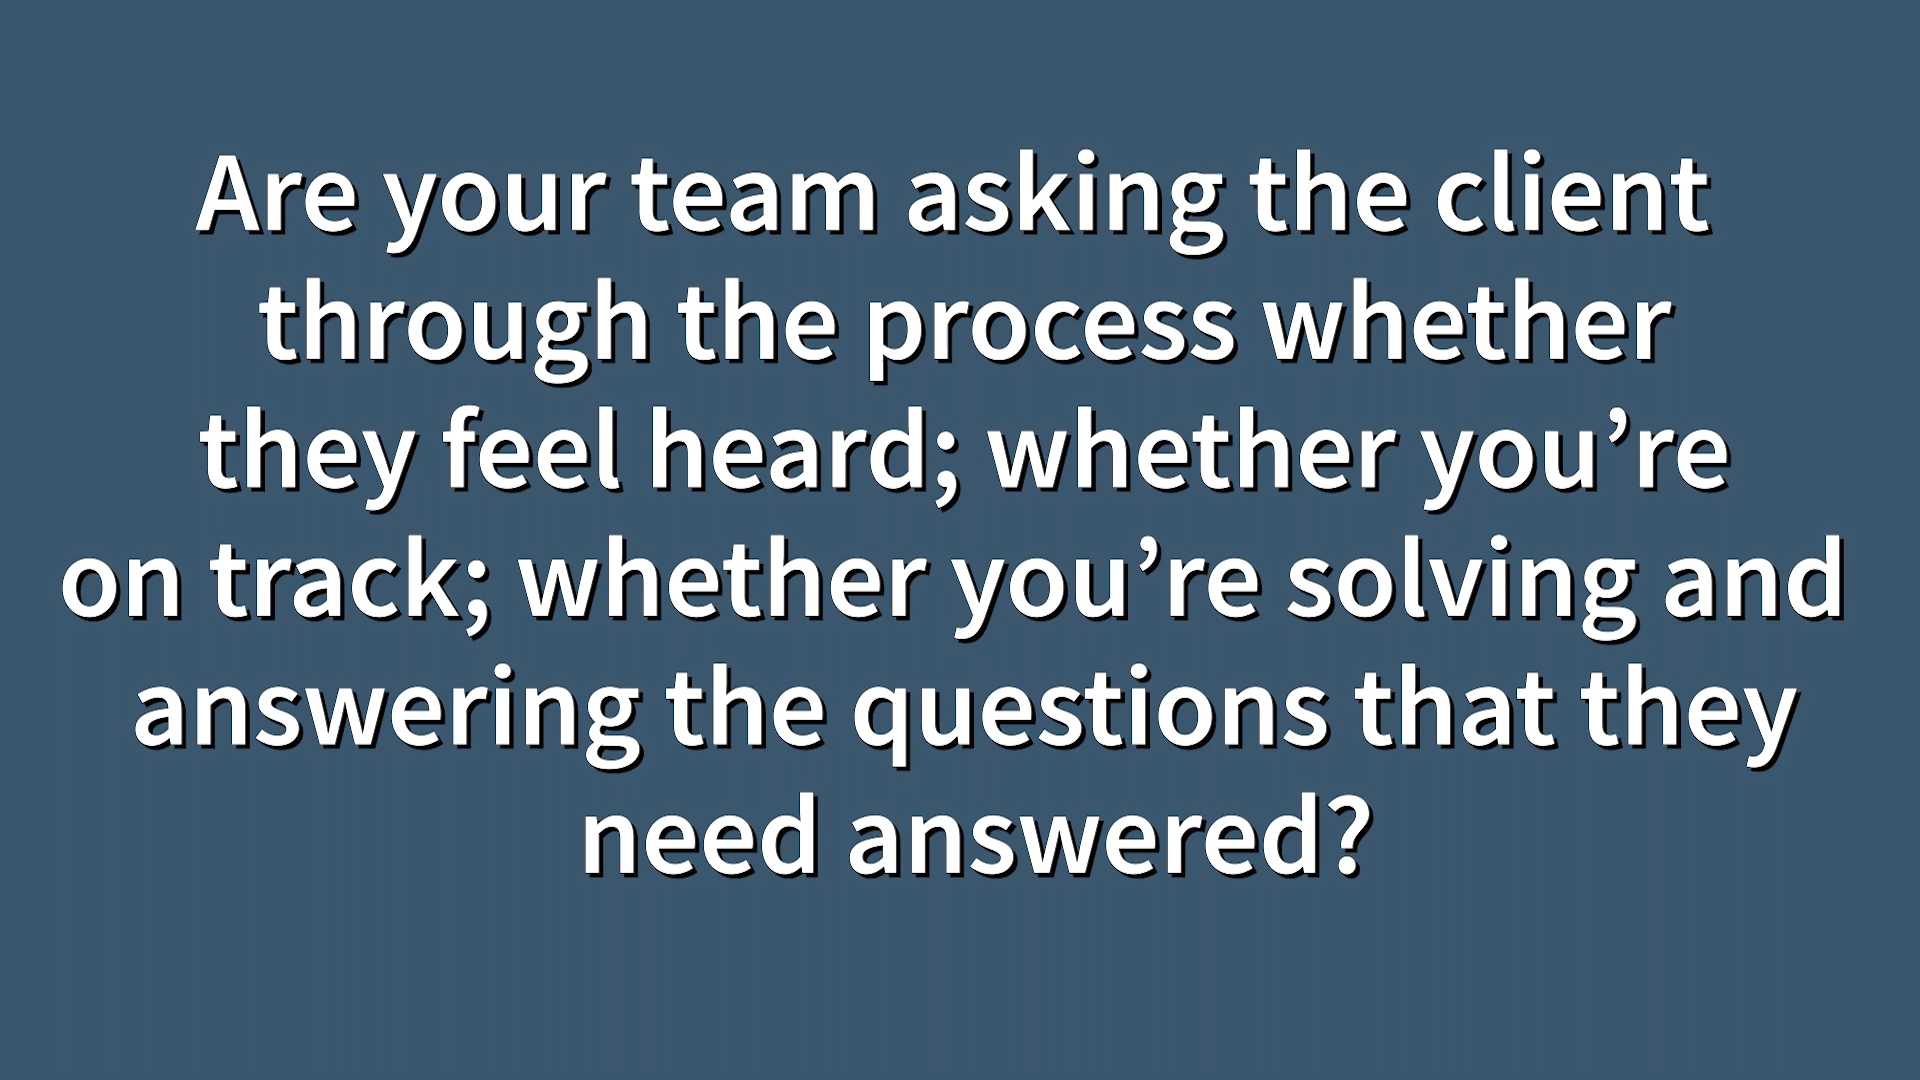 Are your team asking the client
through the process whether
they feel heard; whether you’re
on track; whether you’re solving and
answering the questions that they
need answered?